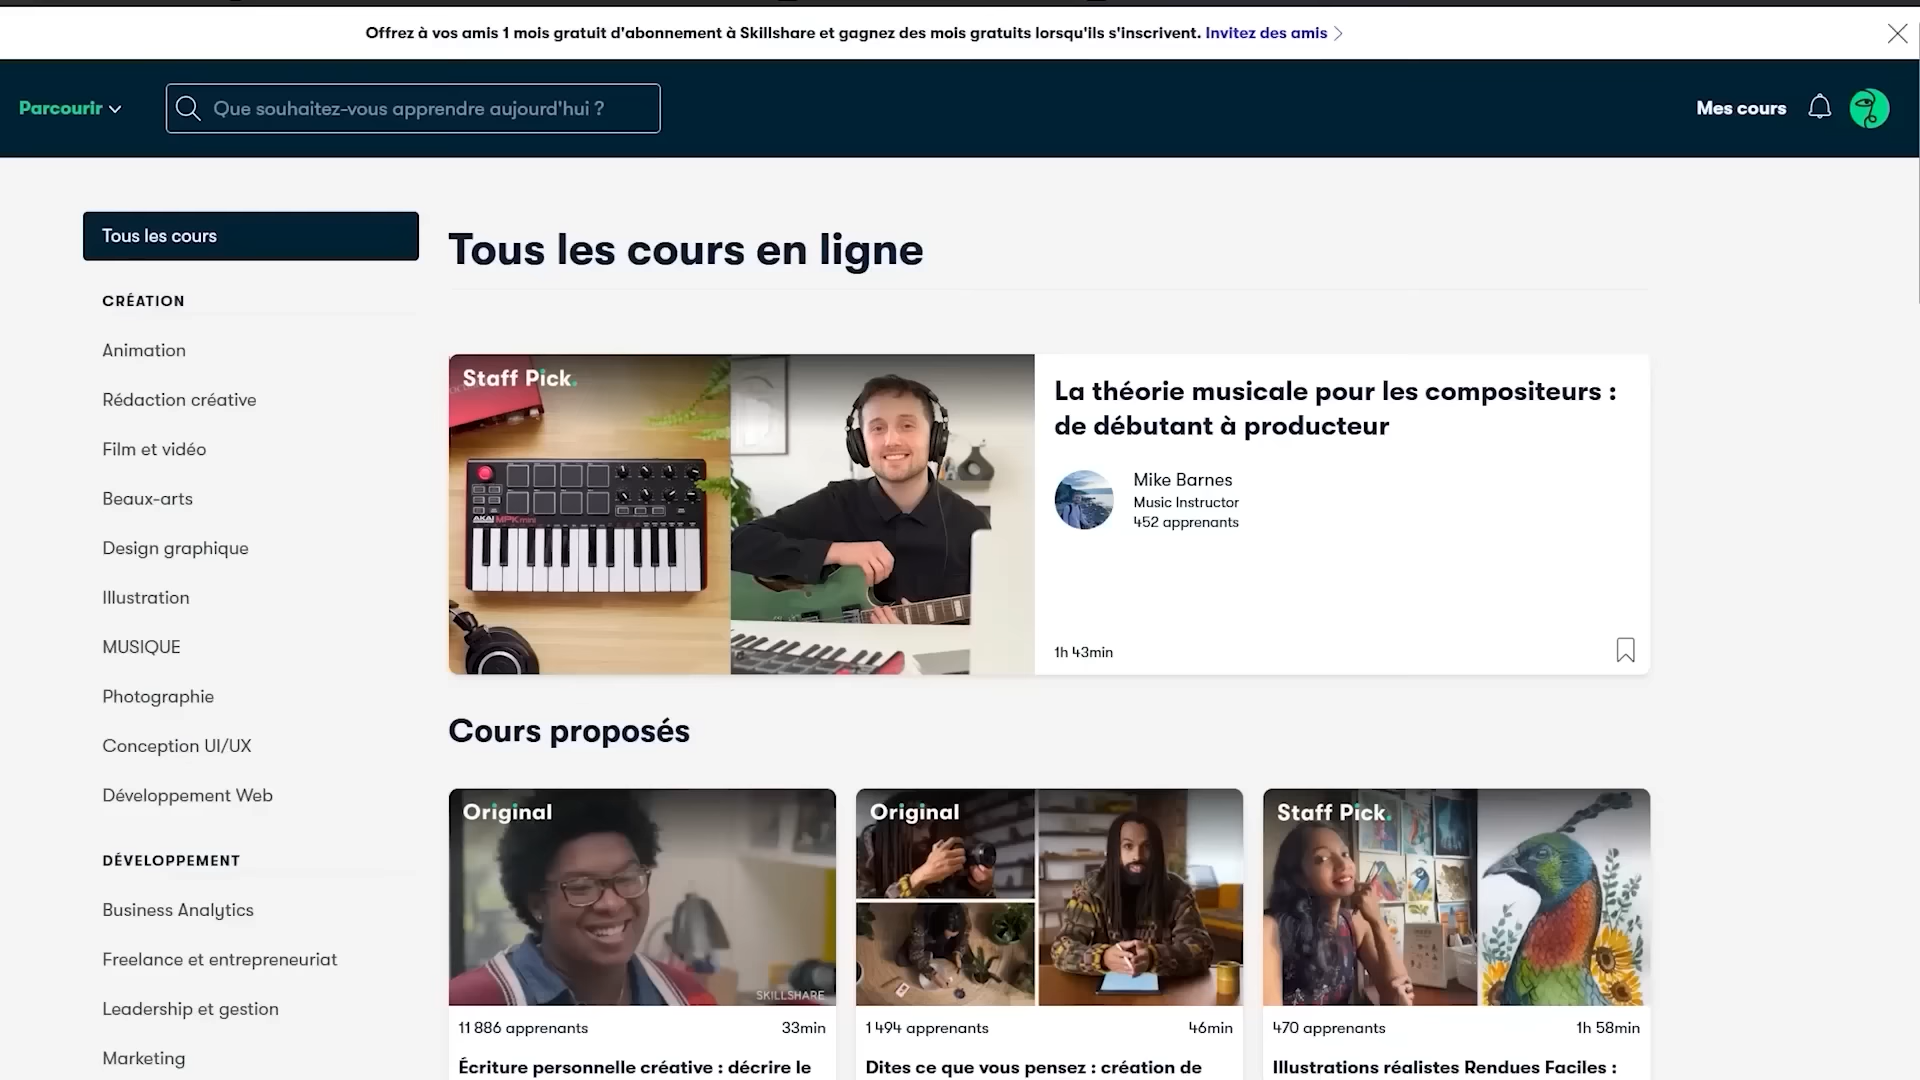 Offrez à vos amis 1 mois gratuit d'abonnement à Skillshare et gagnez des mois gratuits lorsqu'ils s'inscrivent. Invitez des amis
Parcourir
Que souhaitez-vous apprendre aujourd'hui ?
Mes cours
Tous les cours
CRÉATION
Animation
Rédaction créative
Film et vidéo
Beaux-arts
Design graphique
Illustration
MUSIQUE
Photographie
Conception UI/UX
Développement Web
DÉVELOPPEMENT
Business Analytics
Freelance et entrepreneuriat
Leadership et gestion
Marketing
Tous les cours en ligne
Staff Pick.
AKAI MPK mini
La théorie musicale pour les compositeurs :
de débutant à producteur
Mike Barnes
Music Instructor
452 apprenants
1h 43min
Cours proposés
Original
SKILLSHARE
11 886 apprenants 33min
Écriture personnelle créative : décrire le
Original
1 494 apprenants 46min
Dites ce que vous pensez : création de
Staff Pick.
470 apprenants 1h 58min
Illustrations réalistes Rendues Faciles :